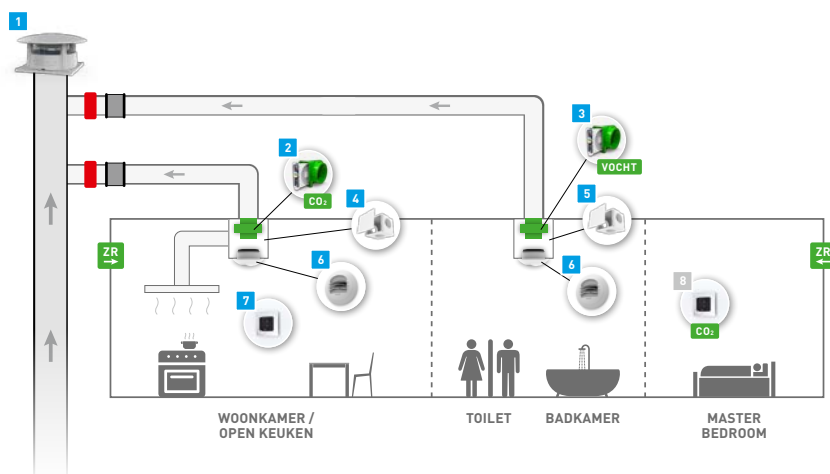 1
3
2
VOCHT
CO₂
4
5
ZR
ZR
6
6
8
7
CO₂
WOONKAMER /
OPEN KEUKEN
TOILET
BADKAMER
MASTER
BEDROOM